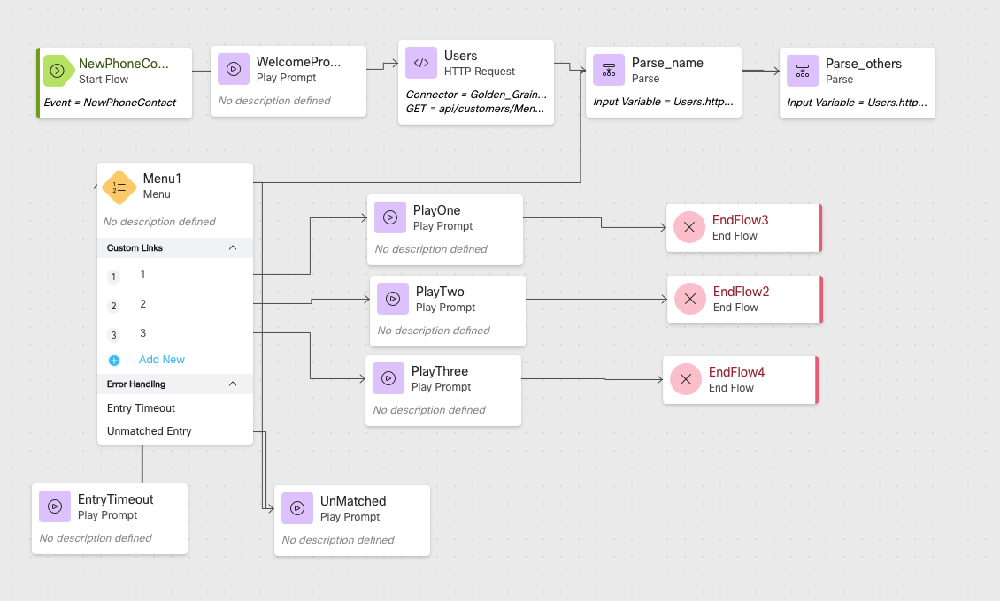 NewPhoneCo...
Start Flow
Event = NewPhoneContact
WelcomePro...
Play Prompt
No description defined
Users
HTTP Request
Connector = Golden_Grain...
GET = api/customers/Men...
Parse_name
Parse
Input Variable = Users.http...
Parse_others
Parse
Input Variable = Users.http...
Menu1
Menu
No description defined
Custom Links
1 1
2 2
3 3
Add New
Error Handling
Entry Timeout
Unmatched Entry
PlayOne
Play Prompt
No description defined
EndFlow3
End Flow
PlayTwo
Play Prompt
No description defined
EndFlow2
End Flow
PlayThree
Play Prompt
No description defined
EndFlow4
End Flow
EntryTimeout
Play Prompt
No description defined
UnMatched
Play Prompt
No description defined